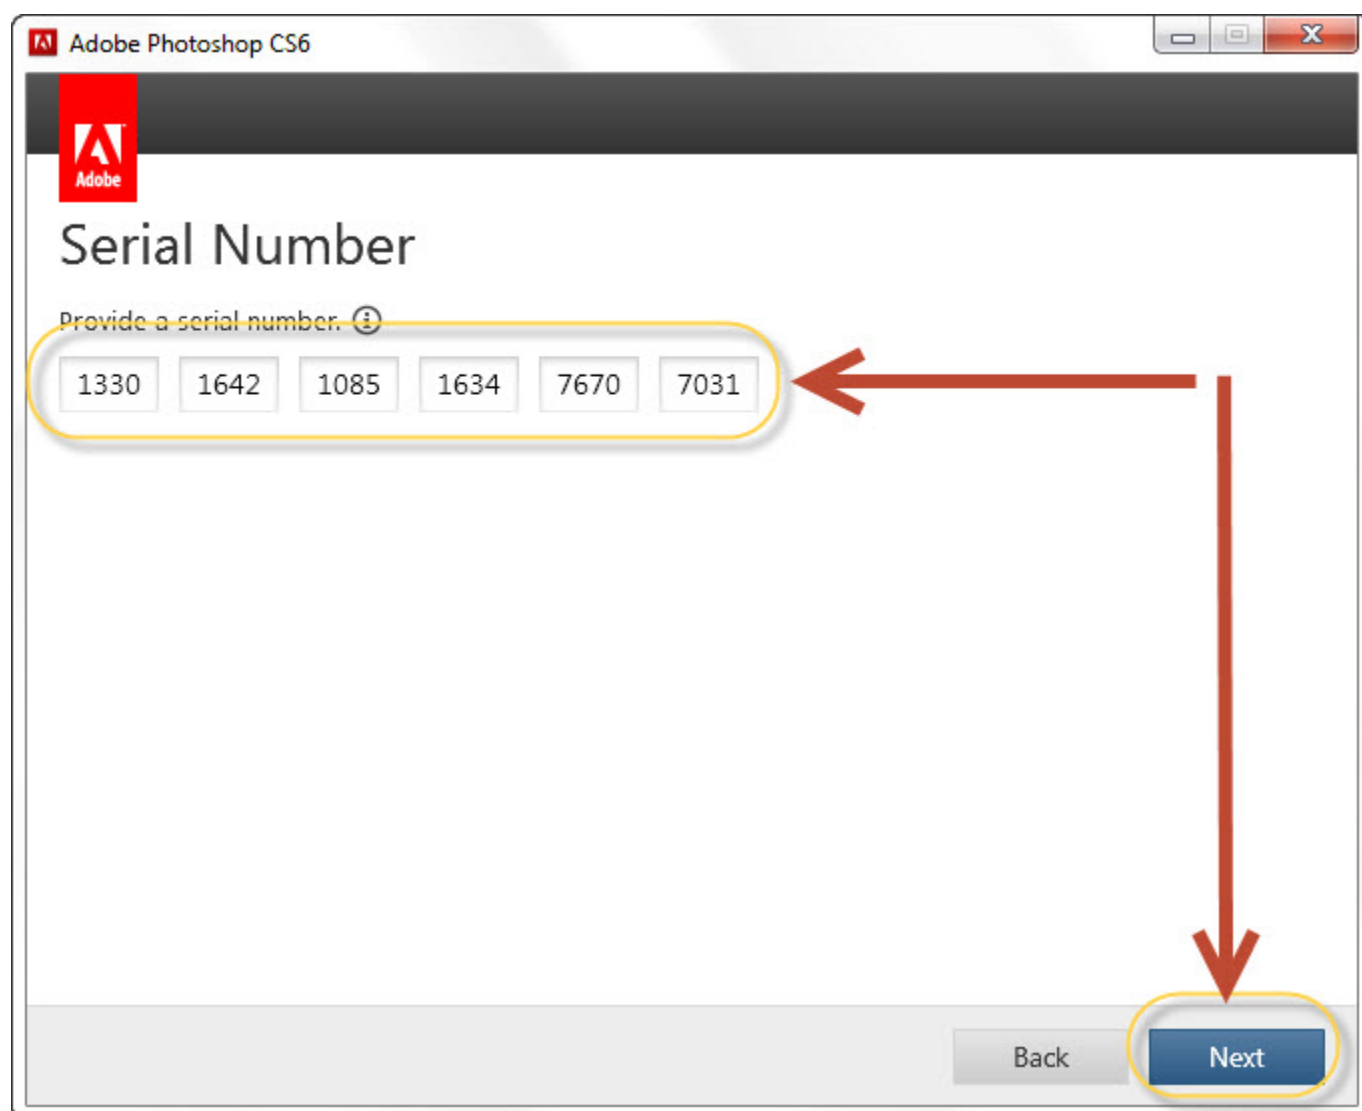 Adobe Photoshop CS6
Adobe
Serial Number
Provide a serial number.
1330 1642 1085 1634 7670 7031
Back Next